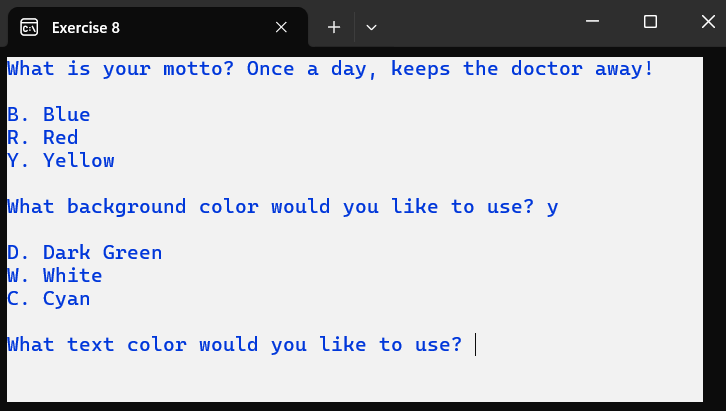 Exercise 8
What is your motto? Once a day, keeps the doctor away!
B. Blue
R. Red
Y. Yellow
What background color would you like to use? y
D. Dark Green
W. White
C. Cyan
What text color would you like to use?